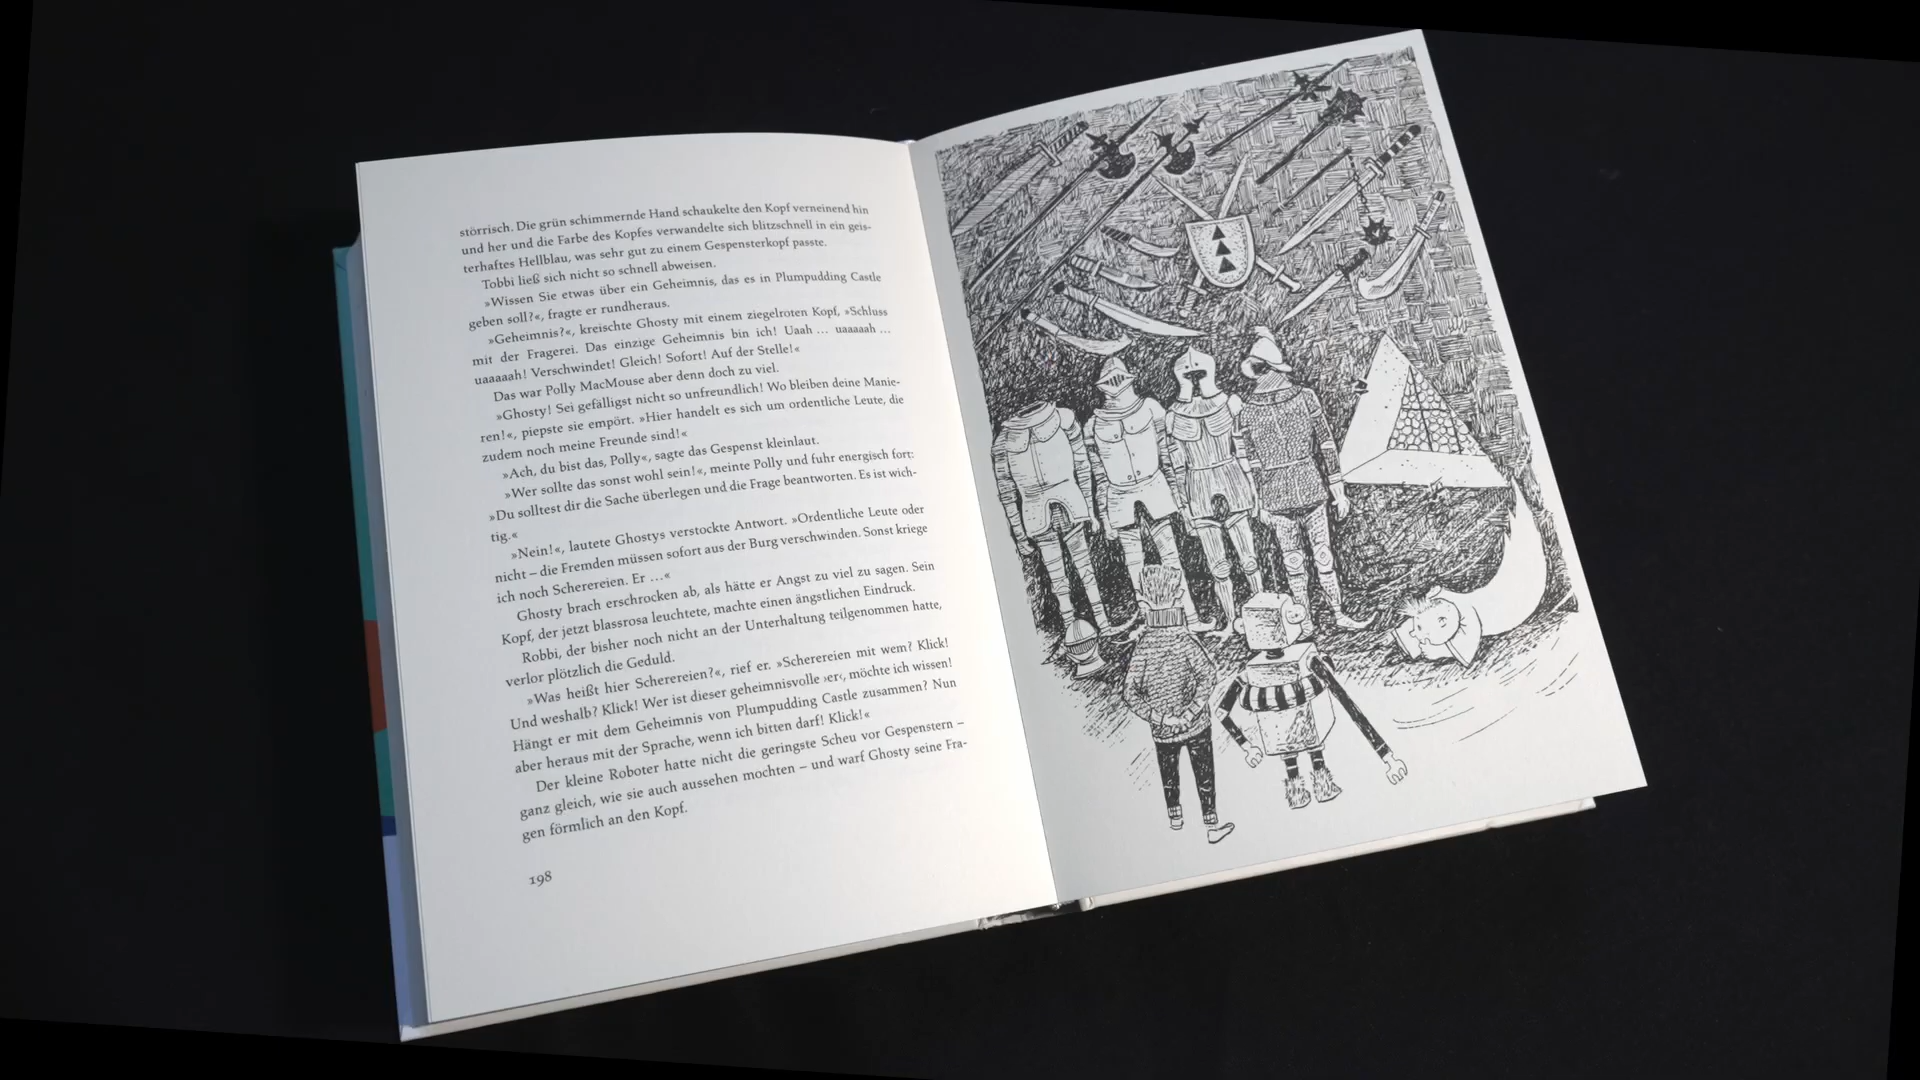 störrisch. Die grün schimmernde Hand schaukelte den Kopf verneinend hin
und her und die Farbe des Kopfes verwandelte sich blitzschnell in ein geis-
terhaftes Hellblau, was sehr gut zu einem Gespensterkopf passte.
Tobbi ließ sich nicht so schnell abweisen.
»Wissen Sie etwas über ein Geheimnis, das es in Plumpudding Castle
geben soll?«, fragte er rundheraus.
»Geheimnis?«, kreischte Ghosty mit einem ziegelroten Kopf, »Schluss
mit der Fragerei. Das einzige Geheimnis bin ich! Uaah … uaaaaah …
uaaaaah! Verschwindet! Gleich! Sofort! Auf der Stelle!«
Das war Polly MacMouse aber denn doch zu viel.
»Ghosty! Sei gefälligst nicht so unfreundlich! Wo bleiben deine Manie-
ren!«, piepste sie empört. »Hier handelt es sich um ordentliche Leute, die
zudem noch meine Freunde sind!«
»Ach, du bist das, Polly«, sagte das Gespenst kleinlaut.
»Wer sollte das sonst wohl sein!«, meinte Polly und fuhr energisch fort:
»Du solltest dir die Sache überlegen und die Frage beantworten. Es ist wich-
tig.«
»Nein!«, lautete Ghostys verstockte Antwort. »Ordentliche Leute oder
nicht – die Fremden müssen sofort aus der Burg verschwinden. Sonst kriege
ich noch Scherereien. Er …«
Ghosty brach erschrocken ab, als hätte er Angst zu viel zu sagen. Sein
Kopf, der jetzt blassrosa leuchtete, machte einen ängstlichen Eindruck.
Robbi, der bisher noch nicht an der Unterhaltung teilgenommen hatte,
verlor plötzlich die Geduld.
»Was heißt hier Scherereien?«, rief er. »Scherereien mit wem? Klick!
Und weshalb? Klick! Wer ist dieser geheimnisvolle ›er‹, möchte ich wissen!
Hängt er mit dem Geheimnis von Plumpudding Castle zusammen? Nun
aber heraus mit der Sprache, wenn ich bitten darf! Klick!«
Der kleine Roboter hatte nicht die geringste Scheu vor Gespenstern –
ganz gleich, wie sie auch aussehen mochten – und warf Ghosty seine Fra-
gen förmlich an den Kopf.
198